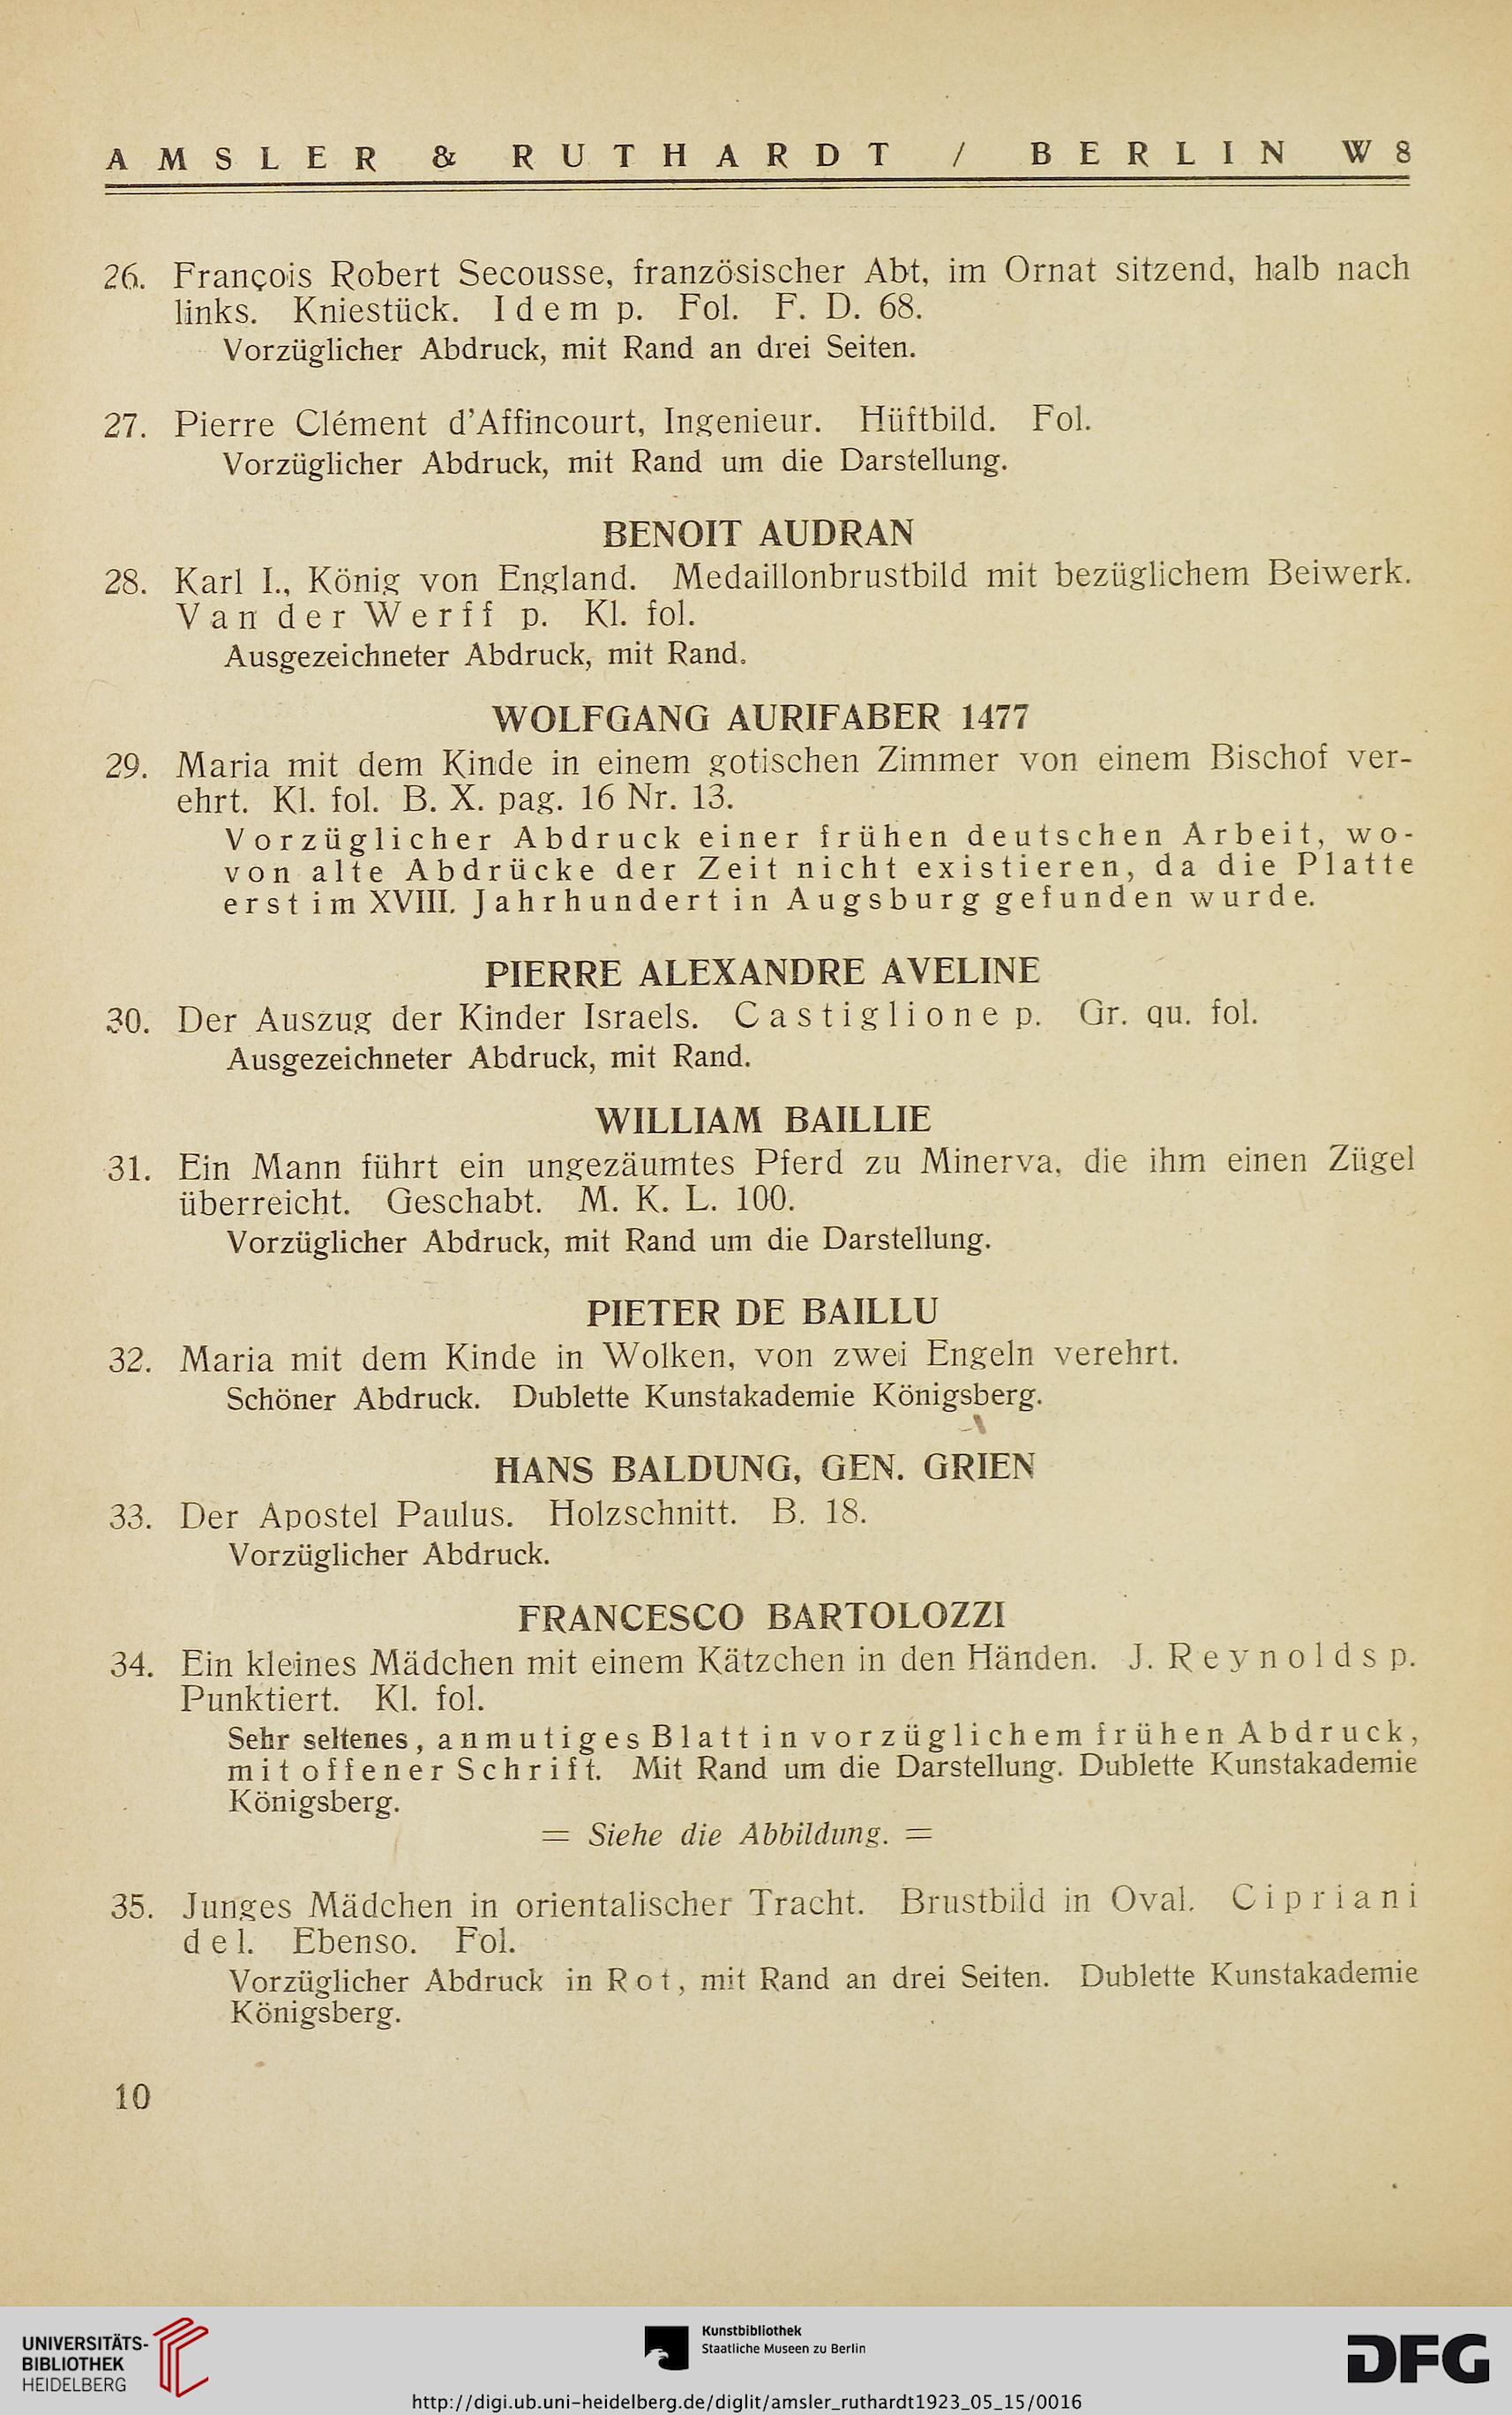 AMSLER & RUTHARDT / BERLIN W 8
26. François Robert Secousse, französischer Abt, im Ornat sitzend, halb nach
links. Kniestück. Idem p. Fol. F. D. 68.
Vorzüglicher Abdruck, mit Rand an drei Seiten.
27. Pierre Clément d'Affincourt, Ingenieur. Hüftbild. Fol.
Vorzüglicher Abdruck, mit Rand um die Darstellung.
BENOIT AUDRAN
28. Karl I., König von England. Medaillonbrustbild mit bezüglichem Beiwerk.
Van der Werff p. Kl. fol.
Ausgezeichneter Abdruck, mit Rand.
WOLFGANG AURIFABER 1477
29. Maria mit dem Kinde in einem gotischen Zimmer von einem Bischof ver-
ehrt. Kl. fol. B. X. pag. 16 Nr. 13.
Vorzüglicher Abdruck einer frühen deutschen Arbeit, wo-
von alte Abdrücke der Zeit nicht existieren, da die Platte
erst im XVIII. Jahrhundert in Augsburg gefunden wurde.
PIERRE ALEXANDRE AVELINE
30. Der Auszug der Kinder Israels. Castiglione p. Gr. qu. fol.
Ausgezeichneter Abdruck, mit Rand.
WILLIAM BAILLIE
31. Ein Mann führt ein ungezäumtes Pferd zu Minerva, die ihm einen Zügel
überreicht. Geschabt. M. K. L. 100.
Vorzüglicher Abdruck, mit Rand um die Darstellung.
PIETER DE BAILLU
32. Maria mit dem Kinde in Wolken, von zwei Engeln verehrt.
Schöner Abdruck. Dublette Kunstakademie Königsberg.
HANS BALDUNG, GEN. GRIEN
33. Der Apostel Paulus. Holzschnitt. B. 18.
Vorzüglicher Abdruck.
FRANCESCO BARTOLOZZI
34. Ein kleines Mädchen mit einem Kätzchen in den Händen. J. Reynolds p.
Punktiert. Kl. fol.
Sehr seltenes, anmutiges Blatt in vorzüglichem frühen Abdruck,
mit offener Schrift. Mit Rand um die Darstellung. Dublette Kunstakademie
Königsberg.
= Siehe die Abbildung. =
35. Junges Mädchen in orientalischer Tracht. Brustbild in Oval. Cipriani
del. Ebenso. Fol.
Vorzüglicher Abdruck in Rot, mit Rand an drei Seiten. Dublette Kunstakademie
Königsberg.
10
UNIVERSITÄTS-
BIBLIOTHEK
HEIDELBERG
Kunstbibliothek
Staatliche Museen zu Berlin
DFG
http://digi.ub.uni-heidelberg.de/diglit/amsler_ruthardt1923_05_15/0016